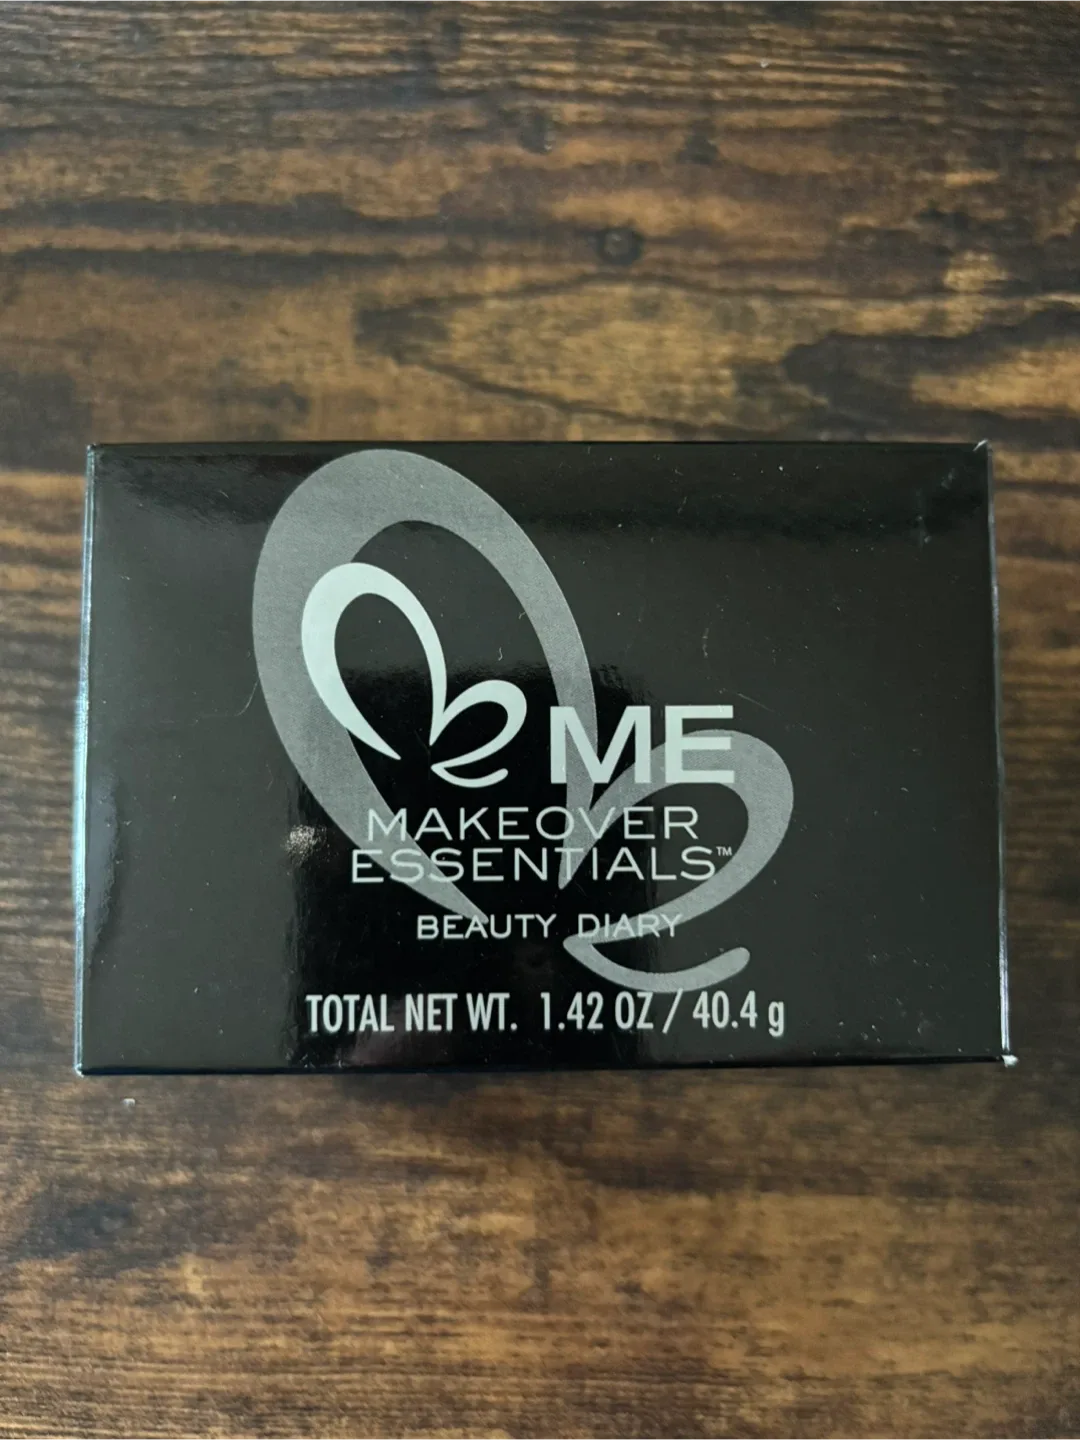 ME
MAKEOVER
ESSENTIALS™
BEAUTY DIARY
TOTAL NET WT. 1.42 OZ / 40.4 g